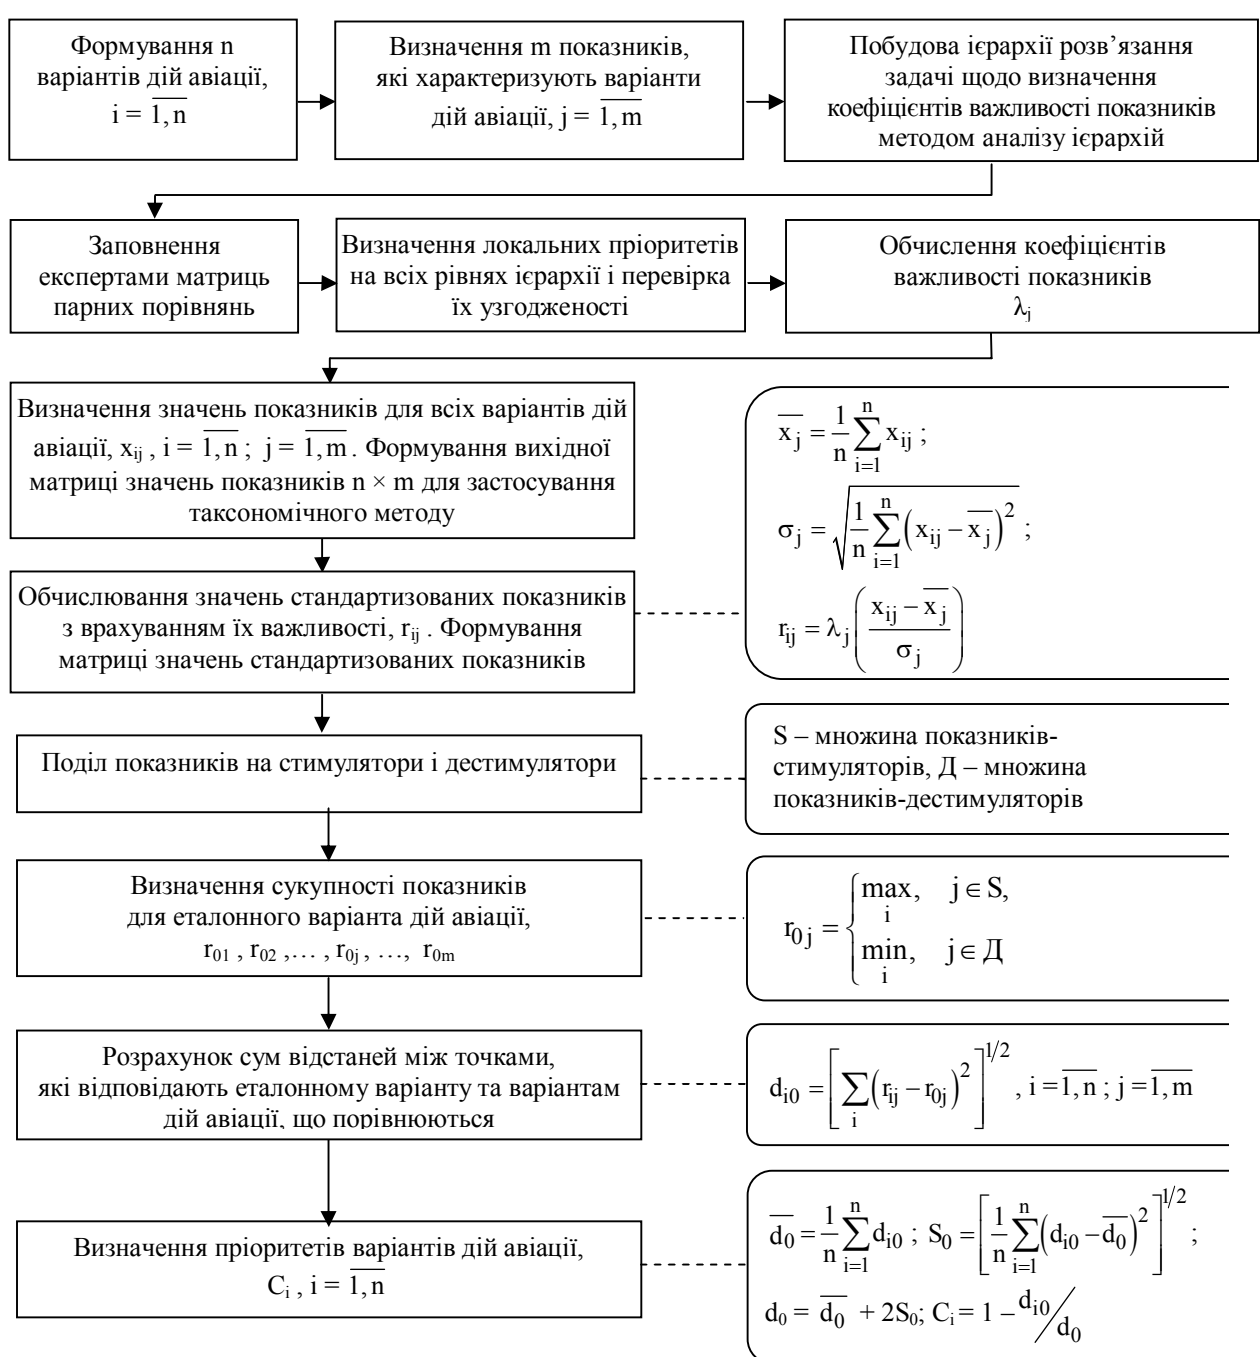 Формування n
варіантів дій авіації,
i = 1, n
Визначення m показників,
які характеризують варіанти
дій авіації, j = 1, m
Побудова ієрархії розв’язання
задачі щодо визначення
коефіцієнтів важливості показників
методом аналізу ієрархій
Заповнення
експертами матриць
парних порівнянь
Визначення локальних пріоритетів
на всіх рівнях ієрархії і перевірка
їх узгодженості
Обчислення коефіцієнтів
важливості показників
λj
Визначення значень показників для всіх варіантів дій
авіації, xij , i = 1, n ; j = 1, m . Формування вихідної
матриці значень показників n × m для застосування
таксономічного методу
x̄j = 1/n ∑(i=1..n) xij ;
σj = √(1/n ∑(i=1..n) (xij − x̄j)²) ;
rij = λj ((xij − x̄j)/σj)
Обчислювання значень стандартизованих показників
з врахуванням їх важливості, rij . Формування
матриці значень стандартизованих показників
Поділ показників на стимулятори і дестимулятори
S – множина показників-
стимуляторів, Д – множина
показників-дестимуляторів
Визначення сукупності показників
для еталонного варіанта дій авіації,
r01 , r02 ,… , r0j , …, r0m
r0j = { max i, j ∈ S,
min i, j ∈ Д
Розрахунок сум відстаней між точками,
які відповідають еталонному варіанту та варіантам
дій авіації, що порівнюються
di0 = [∑i (rij − r0j)²]^1/2 , i = 1, n ; j = 1, m
Визначення пріоритетів варіантів дій авіації,
Ci , i = 1, n
d̄0 = 1/n ∑(i=1..n) di0 ; S0 = [1/n ∑(i=1..n) (di0 − d̄0)²]^1/2 ;
d0 = d̄0 + 2S0; Ci = 1 – di0/d0